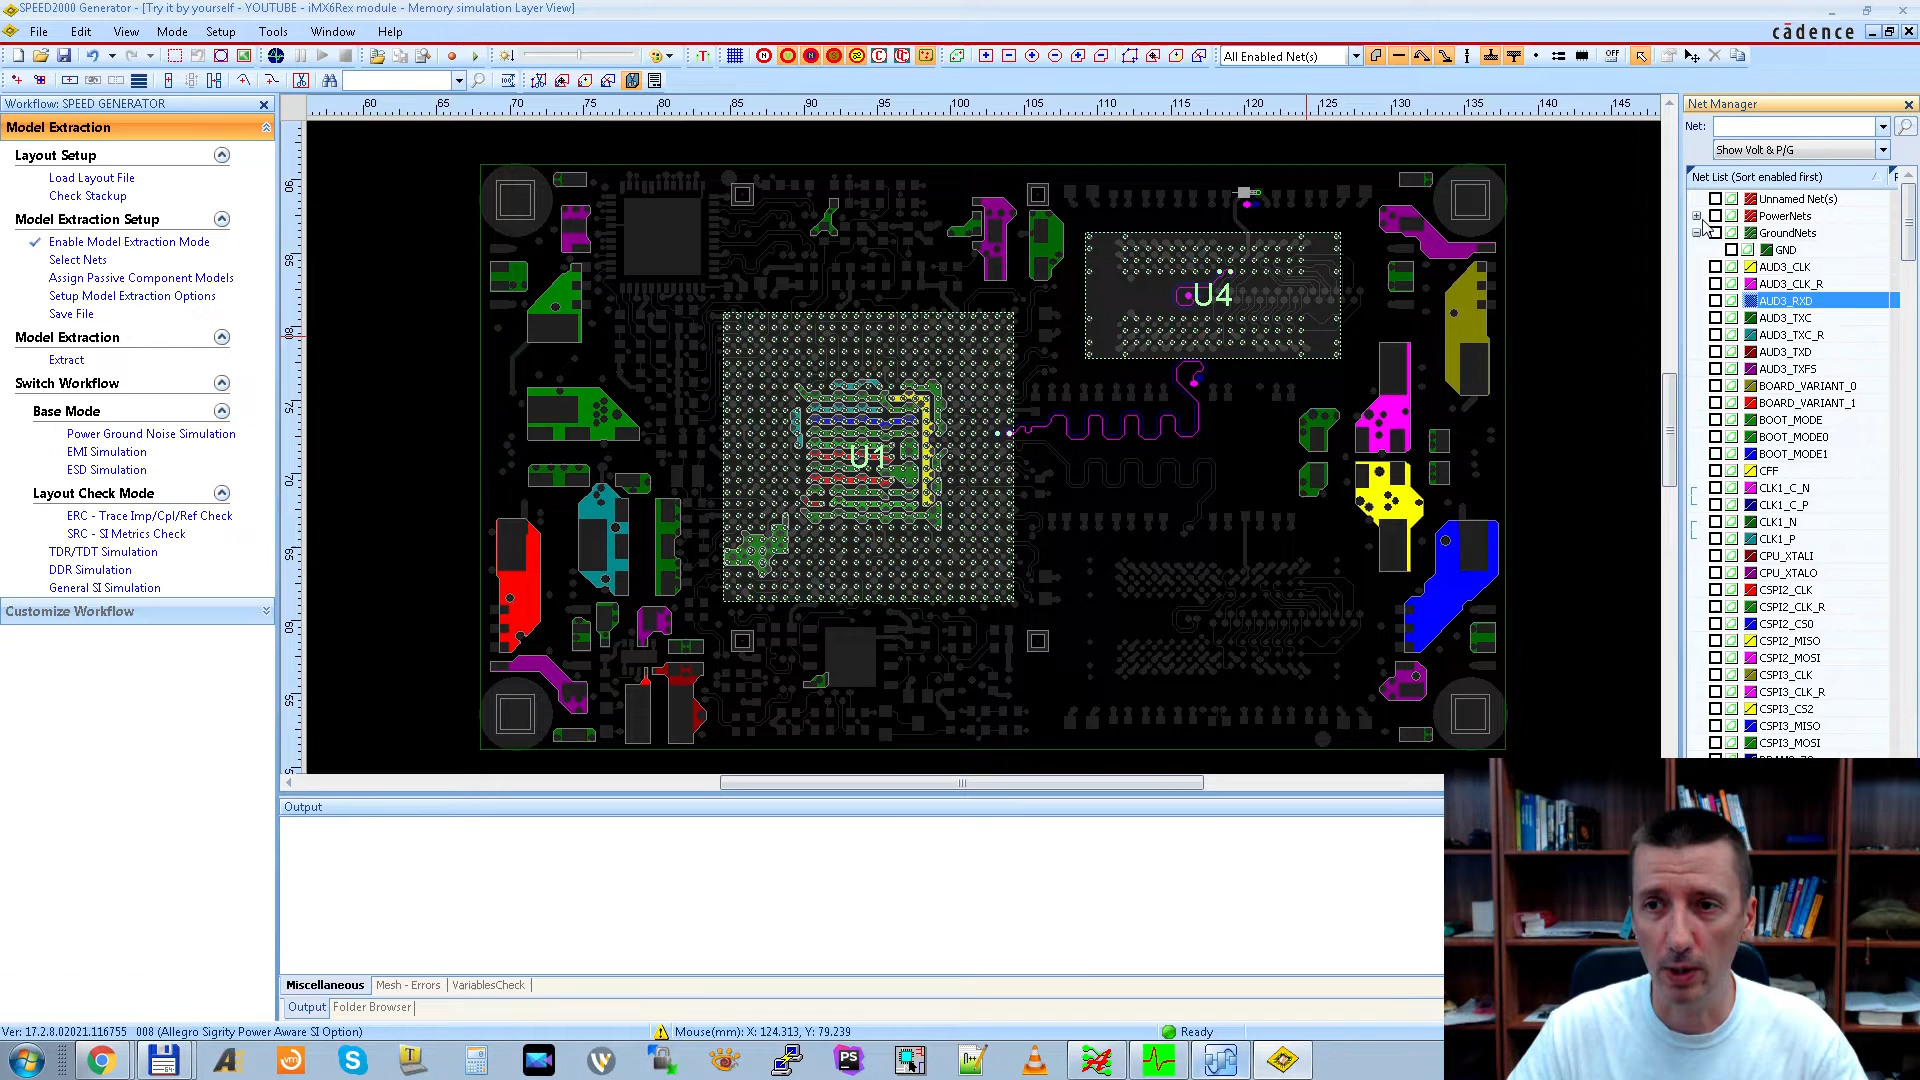 SPEED2000 Generator - [Try it by yourself - YOUTUBE - iMX6Rex module - Memory simulation Layer View]
File Edit View Mode Setup Tools Window Help
cādence
All Enabled Net(s)
Workflow: SPEED GENERATOR
Model Extraction
Layout Setup
Load Layout File
Check Stackup
Model Extraction Setup
Enable Model Extraction Mode
Select Nets
Assign Passive Component Models
Setup Model Extraction Options
Save File
Model Extraction
Extract
Switch Workflow
Base Mode
Power Ground Noise Simulation
EMI Simulation
ESD Simulation
Layout Check Mode
ERC - Trace Imp/Cpl/Ref Check
SRC - SI Metrics Check
TDR/TDT Simulation
DDR Simulation
General SI Simulation
Customize Workflow
60 70 75 80 85 90 95 100 105 110 115 120 125 130 135 140 145
90
85
80
75
70
65
60
55
U1
U4
Net Manager
Net:
Show Volt & P/G
Net List (Sort enabled first)
Unnamed Net(s)
PowerNets
GroundNets
GND
AUD3_CLK
AUD3_CLK_R
AUD3_RXD
AUD3_TXC
AUD3_TXC_R
AUD3_TXD
AUD3_TXFS
BOARD_VARIANT_0
BOARD_VARIANT_1
BOOT_MODE
BOOT_MODE0
BOOT_MODE1
CFF
CLK1_C_N
CLK1_C_P
CLK1_N
CLK1_P
CPU_XTALI
CPU_XTALO
CSPI2_CLK
CSPI2_CLK_R
CSPI2_CS0
CSPI2_MISO
CSPI2_MOSI
CSPI3_CLK
CSPI3_CLK_R
CSPI3_CS2
CSPI3_MISO
CSPI3_MOSI
Output
Miscellaneous Mesh - Errors VariablesCheck
Output Folder Browser
Ver: 17.2.8.02021.116755 008 (Allegro Sigrity Power Aware SI Option)
Mouse(mm): X: 124.313, Y: 79.239
Ready